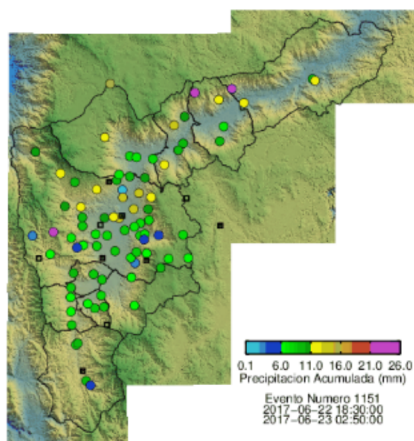 0.1 6.0 11.0 16.0 21.0 26.0
Precipitacion Acumulada (mm)
Evento Numero 1151
2017-06-22 18:30:00
2017-06-23 02:50:00